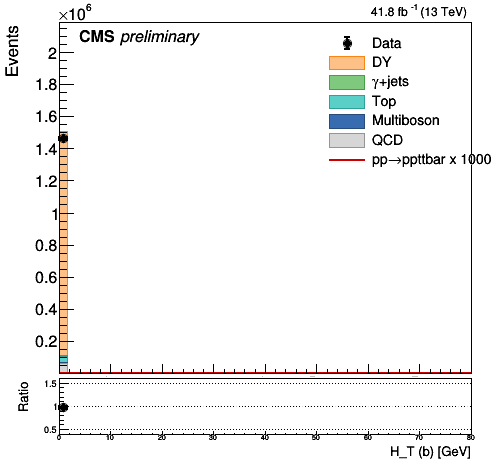 ×10⁶
41.8 fb⁻¹ (13 TeV)
Events
CMS preliminary
Data
DY
γ+jets
Top
Multiboson
QCD
pp→ppttbar x 1000
2
1.8
1.6
1.4
1.2
1
0.8
0.6
0.4
0.2
Ratio
1.5
1
0.5
0 10 20 30 40 50 60 70 80
H_T (b) [GeV]